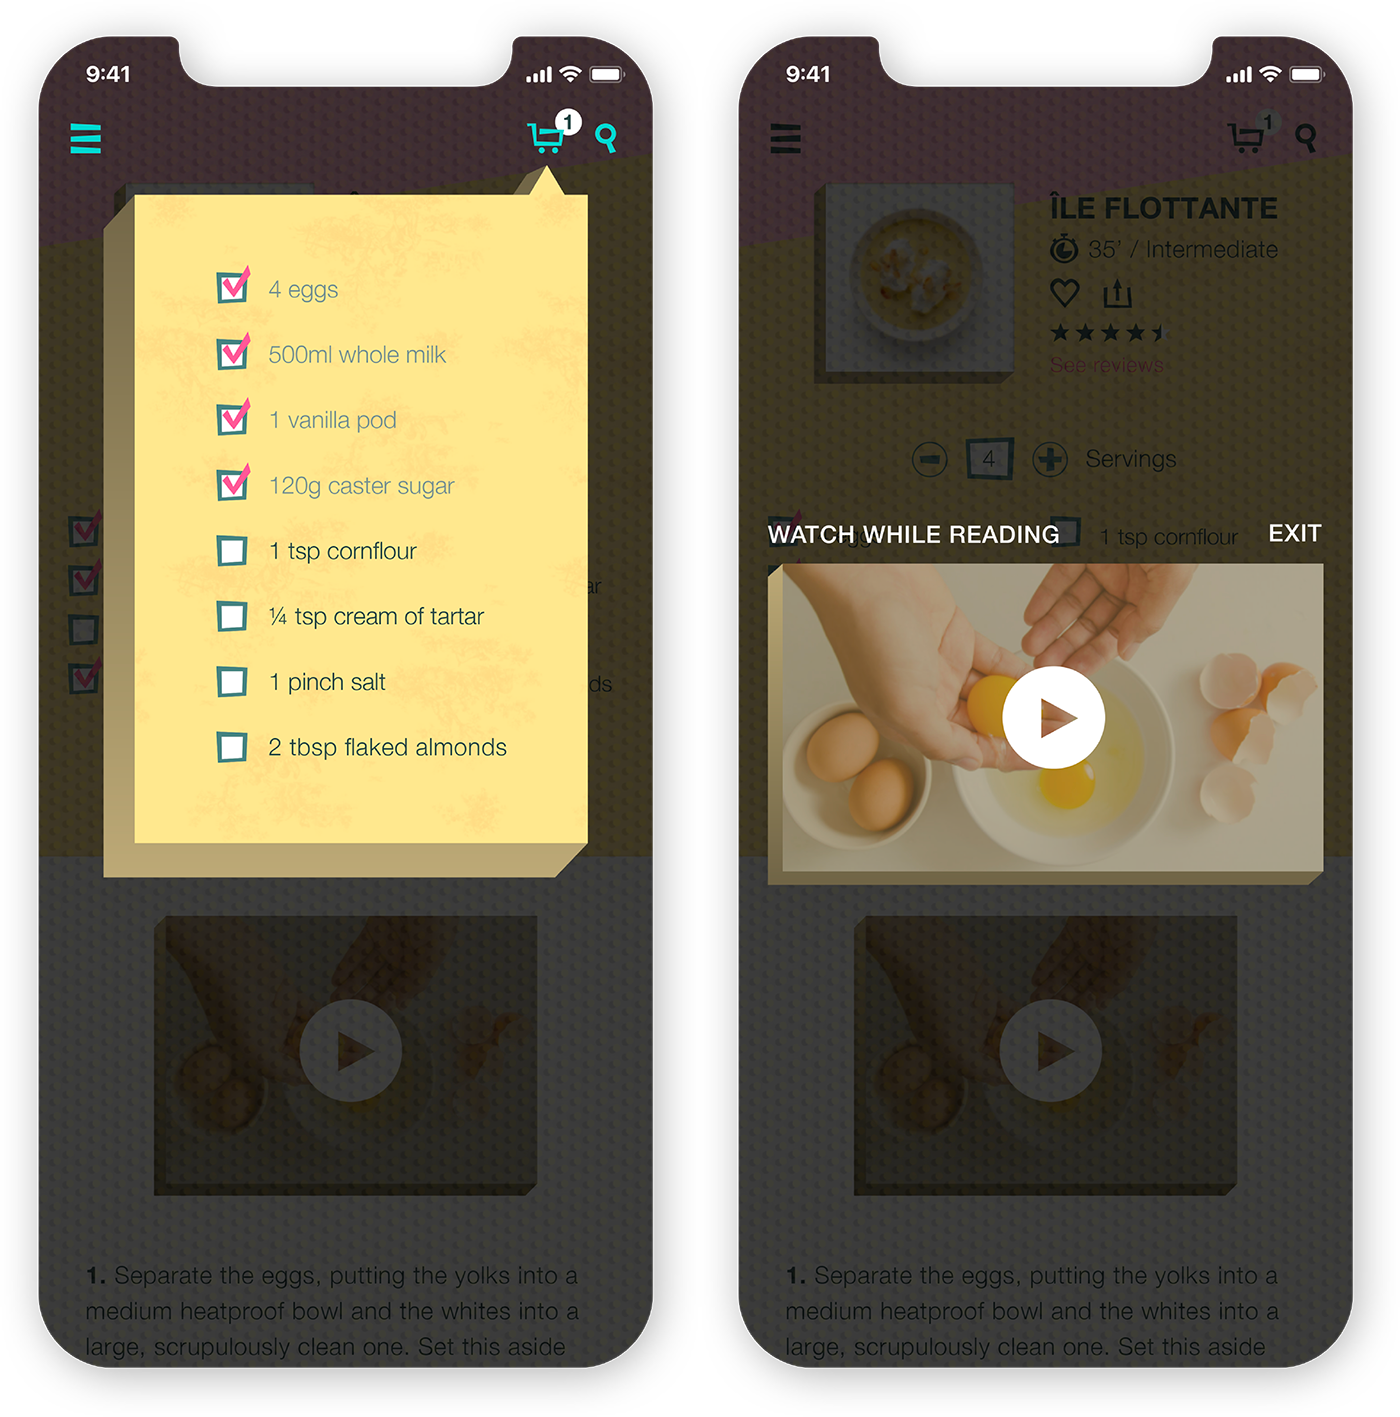 9:41
1
4 eggs
500ml whole milk
1 vanilla pod
120g caster sugar
1 tsp cornflour
¼ tsp cream of tartar
1 pinch salt
2 tbsp flaked almonds
ar
ds
1. Separate the eggs, putting the yolks into a
medium heatproof bowl and the whites into a
large, scrupulously clean one. Set this aside
9:41
1
ÎLE FLOTTANTE
35’ / Intermediate
See reviews
4 Servings
WATCH WHILE READING
1 tsp cornflour
EXIT
1. Separate the eggs, putting the yolks into a
medium heatproof bowl and the whites into a
large, scrupulously clean one. Set this aside